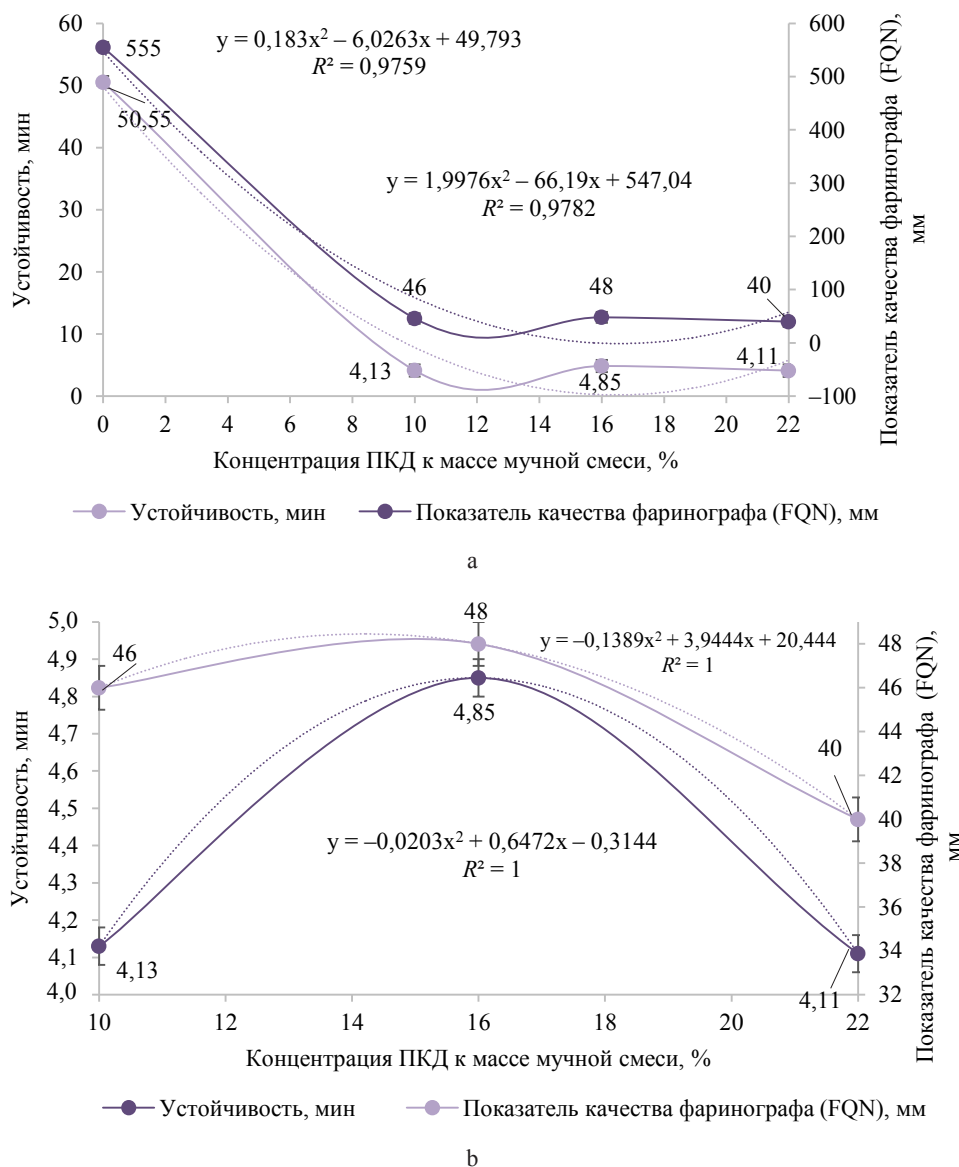 a
60
50
40
30
20
10
0
Устойчивость, мин
600
500
400
300
200
100
0
–100
Показатель качества фаринографа (FQN),
мм
y = 0,183x² – 6,0263x + 49,793
R² = 0,9759
y = 1,9976x² – 66,19x + 547,04
R² = 0,9782
555
50,55
46
48
40
4,13
4,85
4,11
0 2 4 6 8 10 12 14 16 18 20 22
Концентрация ПКД к массе мучной смеси, %
Устойчивость, мин Показатель качества фаринографа (FQN), мм
а
5,0
4,9
4,8
4,7
4,6
4,5
4,4
4,3
4,2
4,1
4,0
Устойчивость, мин
48
46
44
42
40
38
36
34
32
Показатель качества фаринографа (FQN),
мм
y = –0,1389x² + 3,9444x + 20,444
R² = 1
y = –0,0203x² + 0,6472x – 0,3144
R² = 1
46
48
40
4,13
4,85
4,11
10 12 14 16 18 20 22
Концентрация ПКД к массе мучной смеси, %
Устойчивость, мин Показатель качества фаринографа (FQN), мм
b